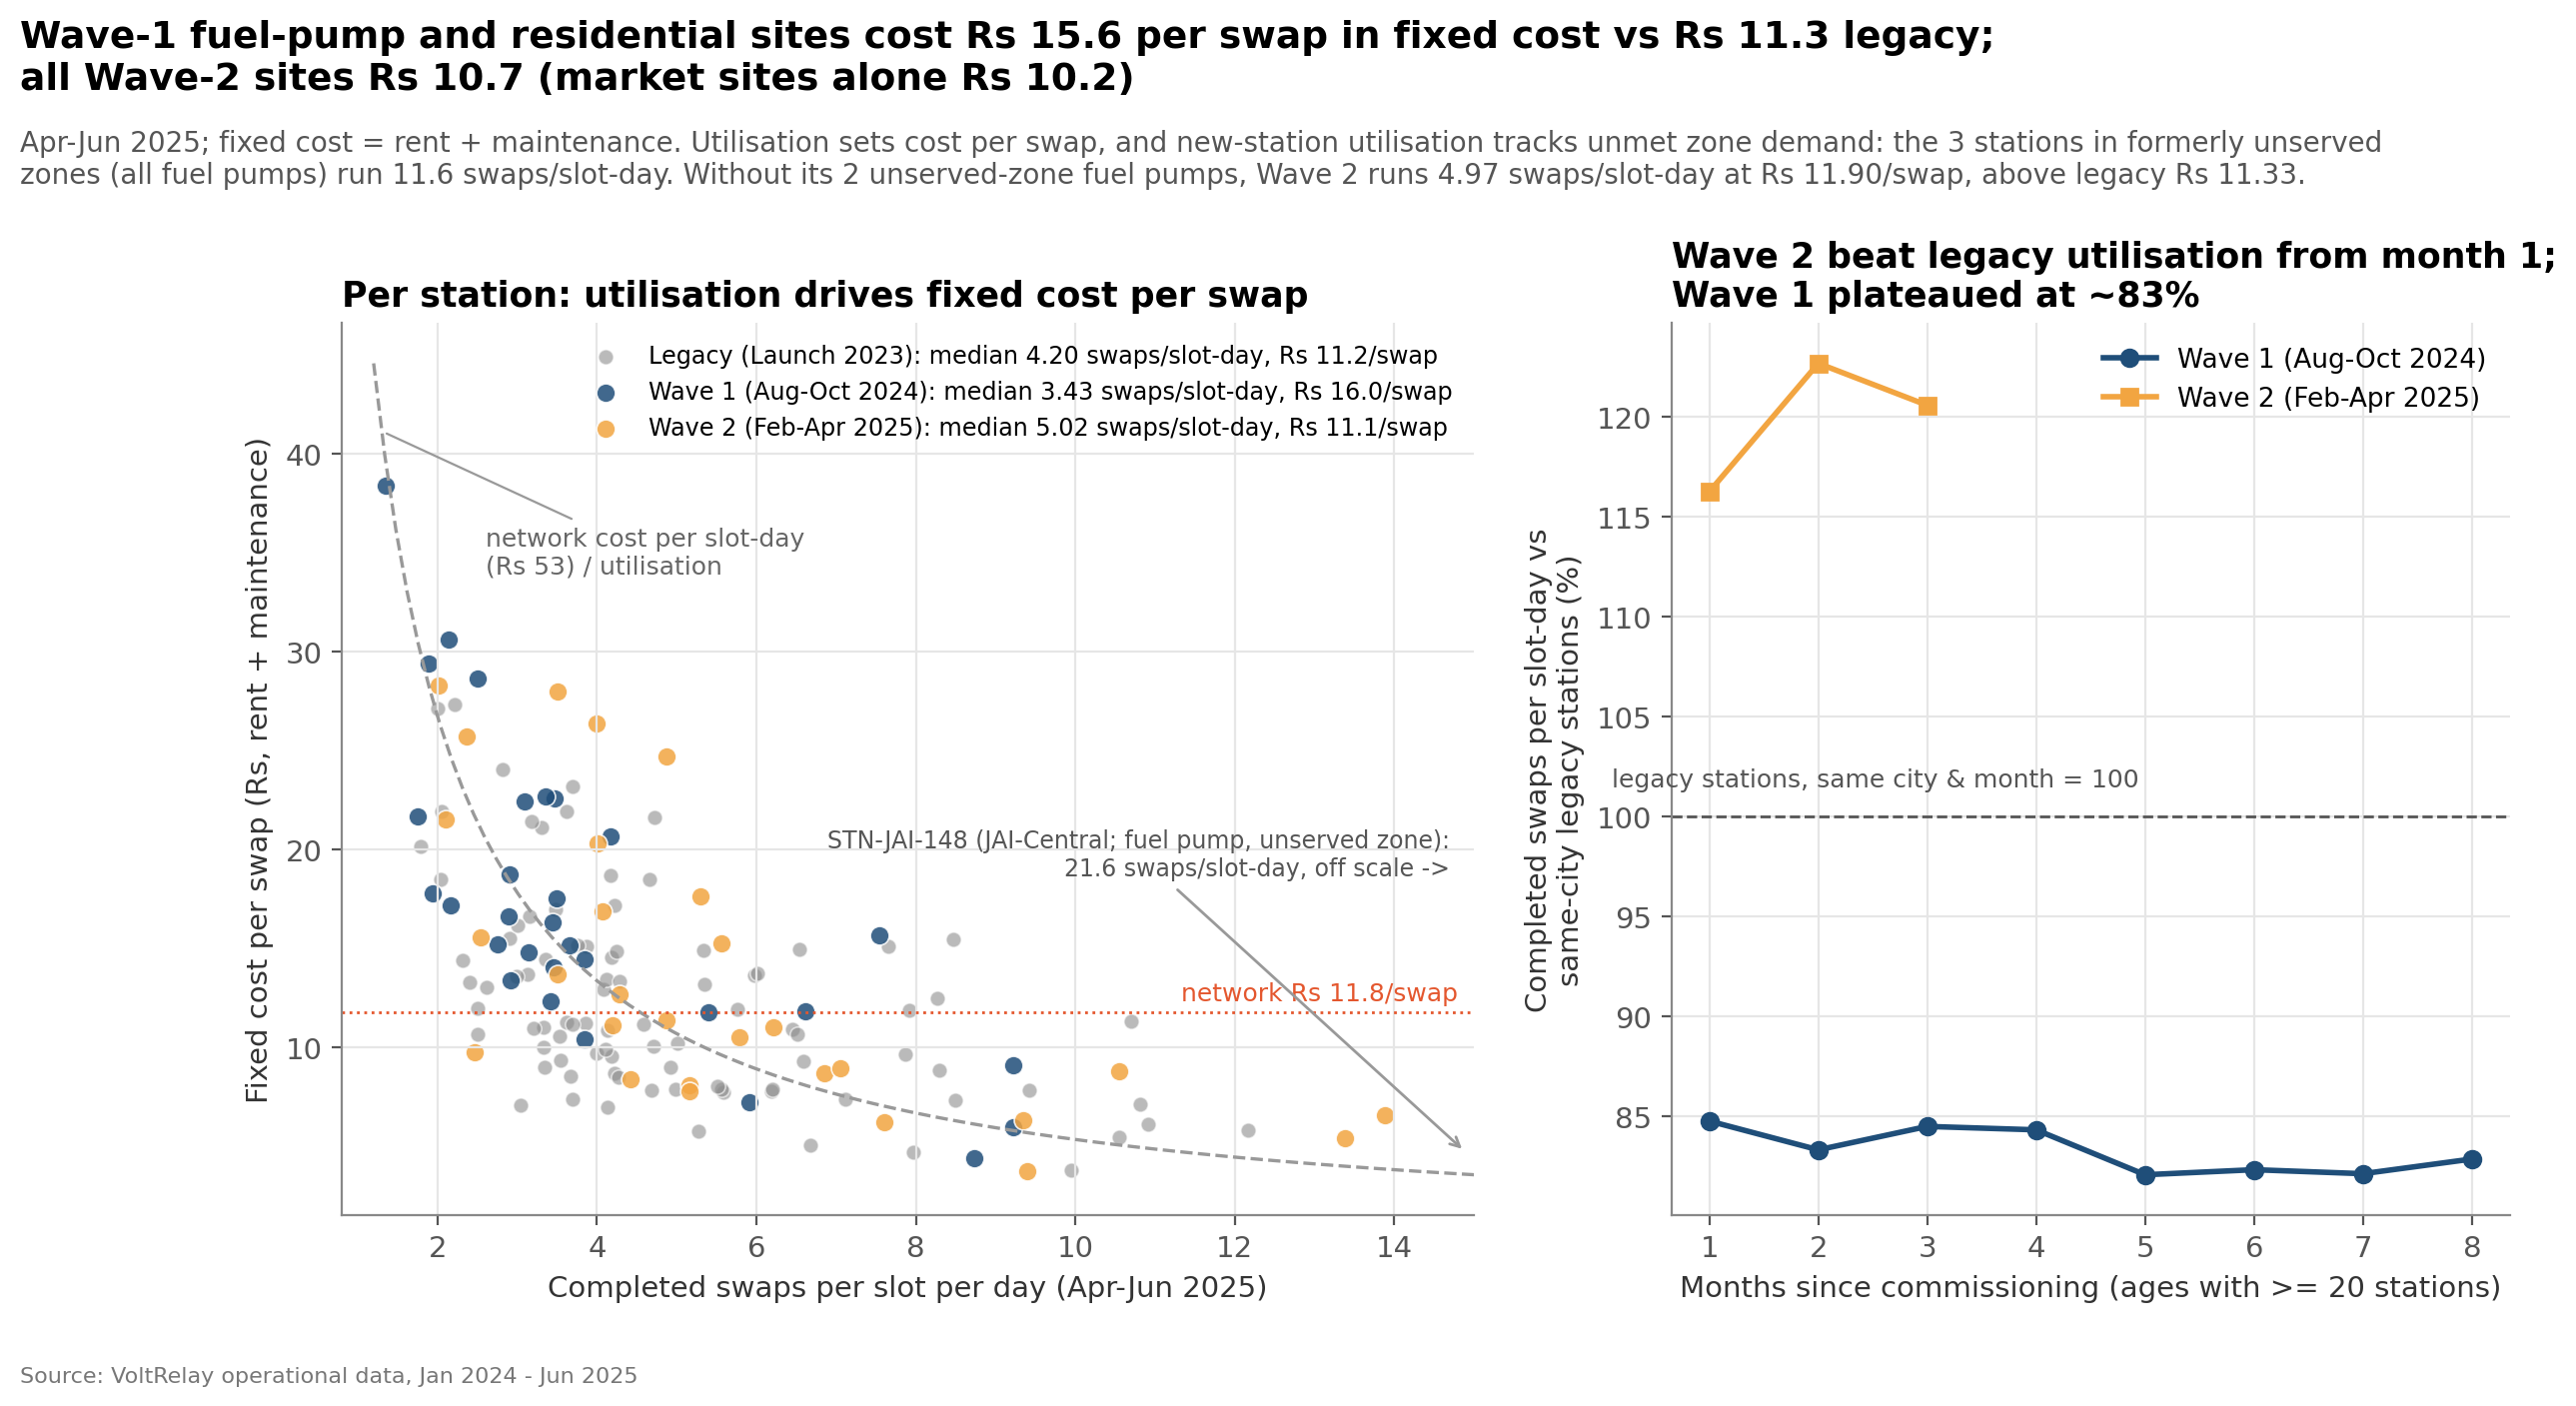 Wave-1 fuel-pump and residential sites cost Rs 15.6 per swap in fixed cost vs Rs 11.3 legacy;
all Wave-2 sites Rs 10.7 (market sites alone Rs 10.2)
Apr-Jun 2025; fixed cost = rent + maintenance. Utilisation sets cost per swap, and new-station utilisation tracks unmet zone demand: the 3 stations in formerly unserved
zones (all fuel pumps) run 11.6 swaps/slot-day. Without its 2 unserved-zone fuel pumps, Wave 2 runs 4.97 swaps/slot-day at Rs 11.90/swap, above legacy Rs 11.33.
Per station: utilisation drives fixed cost per swap
Legacy (Launch 2023): median 4.20 swaps/slot-day, Rs 11.2/swap
Wave 1 (Aug-Oct 2024): median 3.43 swaps/slot-day, Rs 16.0/swap
Wave 2 (Feb-Apr 2025): median 5.02 swaps/slot-day, Rs 11.1/swap
network cost per slot-day
(Rs 53) / utilisation
STN-JAI-148 (JAI-Central; fuel pump, unserved zone):
21.6 swaps/slot-day, off scale ->
network Rs 11.8/swap
Fixed cost per swap (Rs, rent + maintenance)
40
30
20
10
2
4
6
8
10
12
14
Completed swaps per slot per day (Apr-Jun 2025)
Wave 2 beat legacy utilisation from month 1;
Wave 1 plateaued at ~83%
Wave 1 (Aug-Oct 2024)
Wave 2 (Feb-Apr 2025)
legacy stations, same city & month = 100
Completed swaps per slot-day vs
same-city legacy stations (%)
120
115
110
105
100
95
90
85
1
2
3
4
5
6
7
8
Months since commissioning (ages with >= 20 stations)
Source: VoltRelay operational data, Jan 2024 - Jun 2025